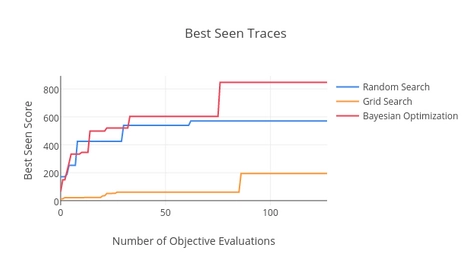 Best Seen Traces
Best Seen Score
800
600
400
200
0
0
50
100
Number of Objective Evaluations
Random Search
Grid Search
Bayesian Optimization